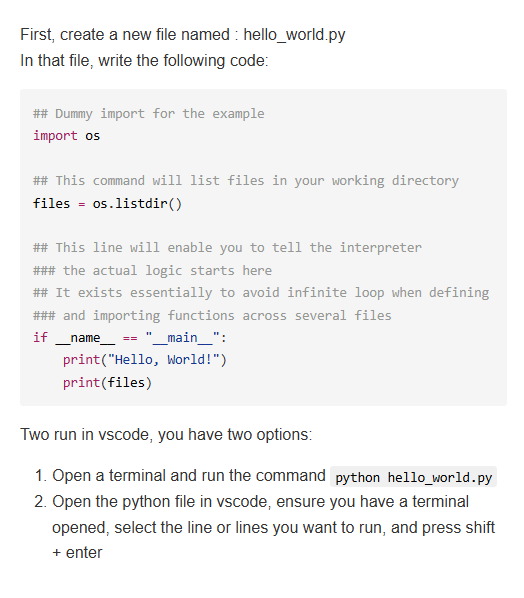 First, create a new file named : hello_world.py
In that file, write the following code:
## Dummy import for the example
import os
## This command will list files in your working directory
files = os.listdir()
## This line will enable you to tell the interpreter
### the actual logic starts here
## It exists essentially to avoid infinite loop when defining
### and importing functions across several files
if __name__ == "__main__":
    print("Hello, World!")
    print(files)
Two run in vscode, you have two options:
1. Open a terminal and run the command python hello_world.py
2. Open the python file in vscode, ensure you have a terminal
opened, select the line or lines you want to run, and press shift
+ enter